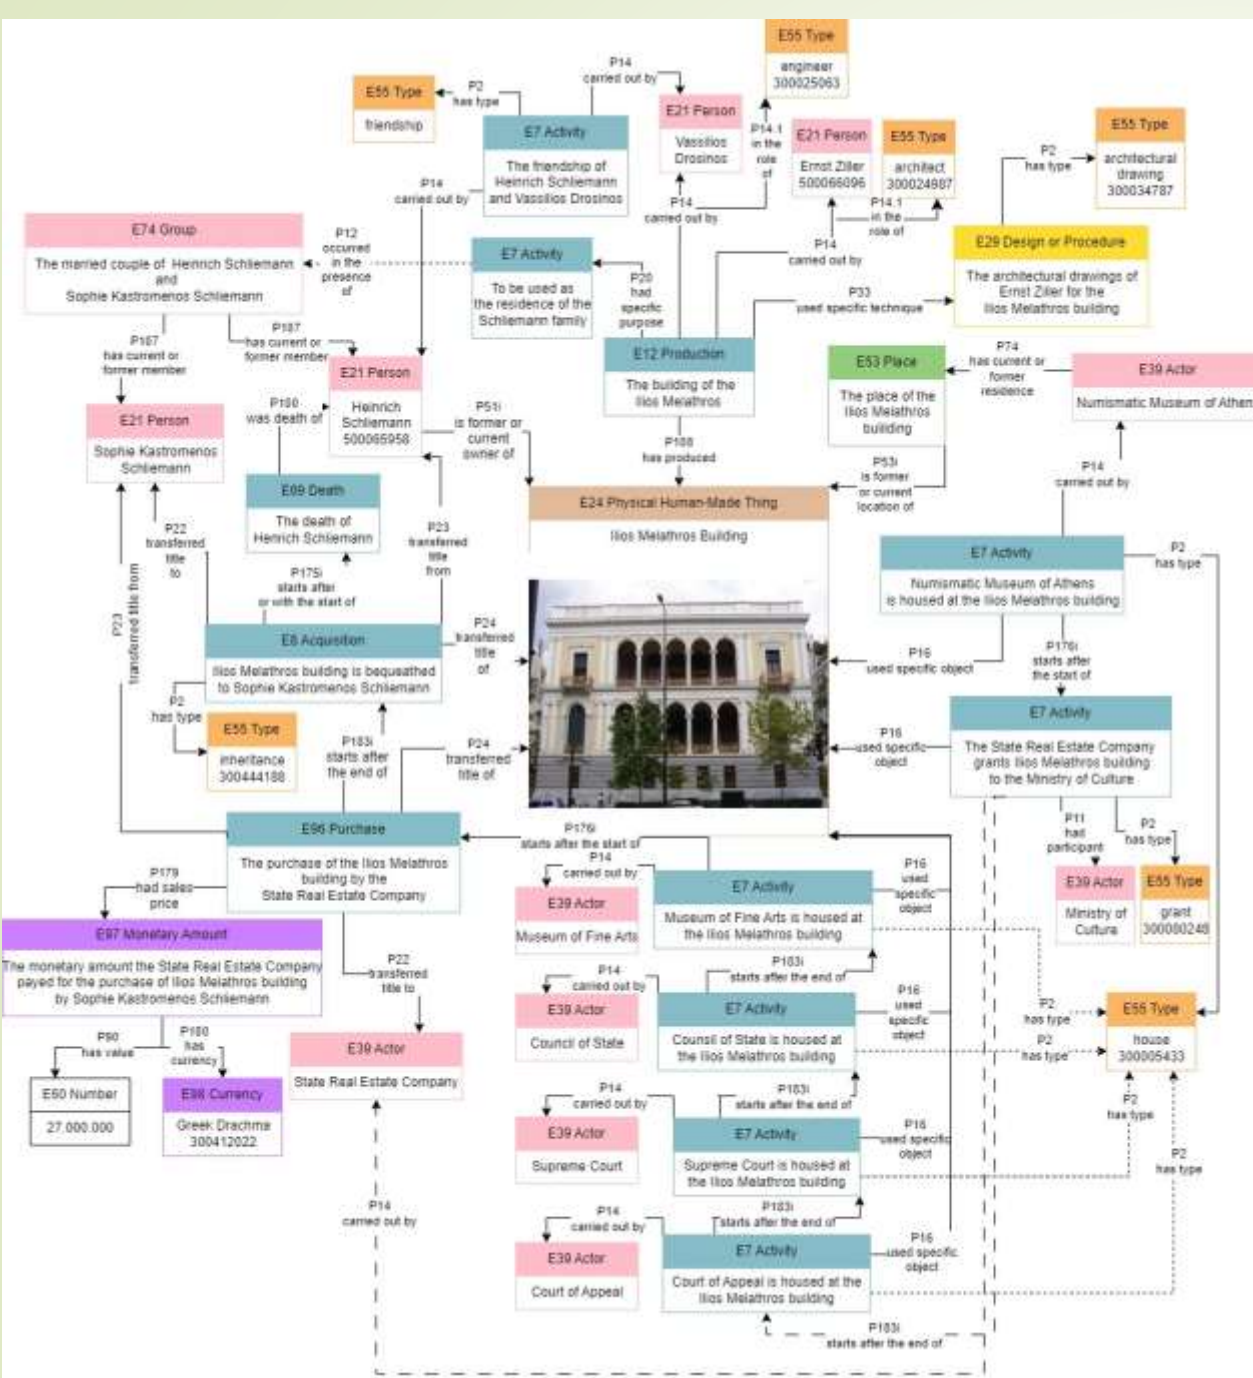 E55 Type
engineer
300025063
P14
carried out by
P2
has type
E55 Type
friendship
E21 Person
Vassilios
Drosinos
P14.1
in the
role
of
E21 Person
Ernst Ziller
500066096
E55 Type
architect
300024987
E55 Type
architectural
drawing
300034787
P2
has type
E7 Activity
The friendship of
Heinrich Schliemann
and Vassilios Drosinos
P14
carried out by
P14
carried out by
P14.1
in the
role of
P14
carried out by
E74 Group
The married couple of Heinrich Schliemann
and
Sophie Kastromenos Schliemann
P12
occurred
in the
presence
of
E7 Activity
To be used as
the residence of the
Schliemann family
P20
had
specific
purpose
P33
used specific technique
E29 Design or Procedure
The architectural drawings of
Ernst Ziller for the
Ilios Melathros building
P107
has current or
former member
P107
has current or
former member
E12 Production
The building of the
Ilios Melathros
E53 Place
The place of the
Ilios Melathros
building
P74
has current or
former
residence
E39 Actor
Numismatic Museum of Athen
E21 Person
Heinrich
Schliemann
500065958
P100
was death of
E21 Person
Sophie Kastromenos
Schliemann
P51i
is former or
current
owner of
P108
has produced
P53i
is former
or current
location of
P14
carried out by
E69 Death
The death of
Henrich Schliemann
E24 Physical Human-Made Thing
Ilios Melathros Building
P22
transferred
title
to
P23
transferred
title
from
P175i
starts after
or with the start of
P23
transferred title from
E7 Activity
Numismatic Museum of Athens
is housed at the Ilios Melathros building
P2
has type
E8 Acquisition
Ilios Melathros building is bequeathed
to Sophie Kastromenos Schliemann
P24
transferred
title
of
P16
used specific object
P176i
starts after
the start of
P2
has type
E55 Type
inheritance
300444188
P183i
starts after
the end of
P24
transferred
title of
P16
used specific
object
E7 Activity
The State Real Estate Company
grants Ilios Melathros building
to the Ministry of Culture
E96 Purchase
The purchase of the Ilios Melathros
building by the
State Real Estate Company
P176i
starts after the start of
P11
had
participant
P2
has type
E39 Actor
Ministry of
Cultura
E55 Type
grant
300080248
P179
had sales
price
P14
carried out by
E39 Actor
Museum of Fine Arts
E7 Activity
Museum of Fine Arts is housed at
the Ilios Melathros building
P16
used
specific
object
E97 Monetary Amount
The monetary amount the State Real Estate Company
payed for the purchase of Ilios Melathros building
by Sophie Kastromenos Schliemann
P22
transferred
title to
P183i
starts after the end of
P14
carried out by
E39 Actor
Council of State
E7 Activity
Counsil of State is housed at
the Ilios Melathros building
P16
used
specific
object
P2
has type
P2
has type
E55 Type
house
300005433
P90
has value
P180
has
currency
E60 Number
27.000.000
E98 Currency
Greek Drachma
300412022
E39 Actor
State Real Estate Company
P183i
starts after the end of
P14
carried out by
E39 Actor
Supreme Court
E7 Activity
Supreme Court is housed at
the Ilios Melathros building
P16
used specific
object
P2
has type
P2
has type
P14
carried out by
P183i
starts after the end of
P14
carried out by
E39 Actor
Court of Appeal
E7 Activity
Court of Appeal is housed at the
Ilios Melathros building
P16
used specific
object
P183i
starts after the end of